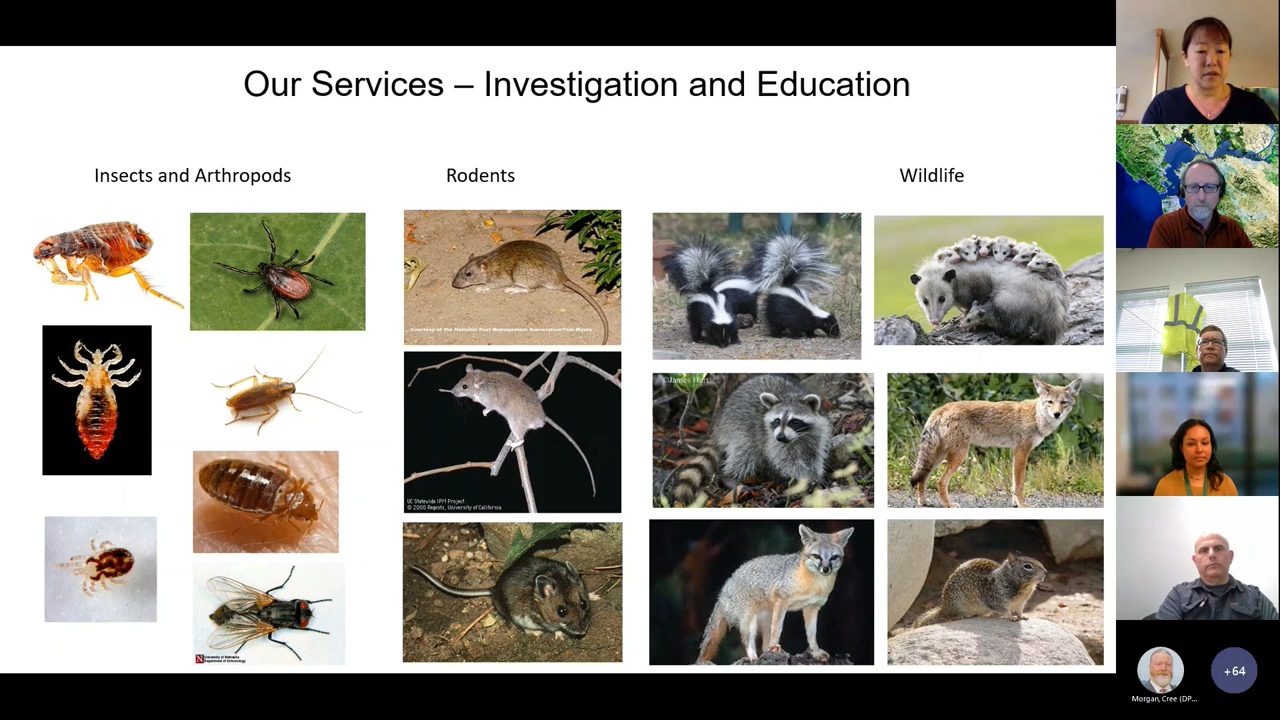 Our Services – Investigation and Education
Insects and Arthropods
Rodents
Wildlife
Courtesy of the National Pest Management Association/Tom Myers
UC Statewide IPM Project
© 2000 Regents, University of California
University of Nebraska
Department of Entomology
Morgan, Cree (DP...
+64